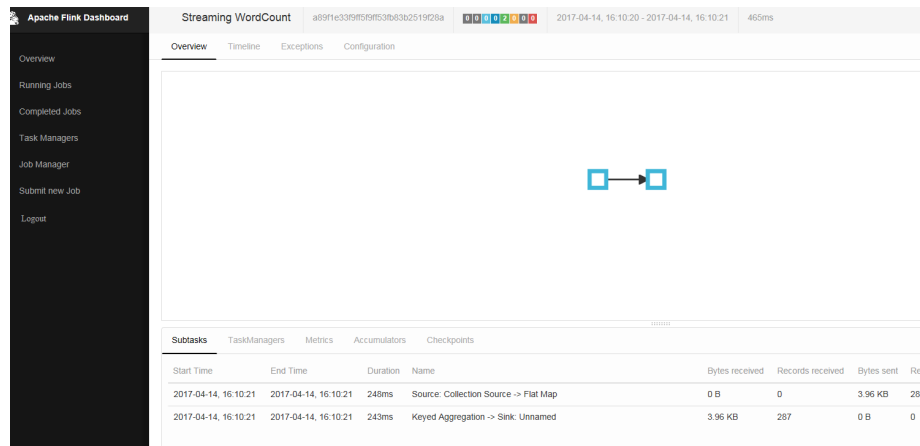 Apache Flink Dashboard
Overview
Running Jobs
Completed Jobs
Task Managers
Job Manager
Submit new Job
Logout
Streaming WordCount a89f1e33f9ff5f9ff53fb83b2519f28a 0 0 0 0 2 0 0 0 2017-04-14, 16:10:20 - 2017-04-14, 16:10:21 465ms
Overview Timeline Exceptions Configuration
Subtasks TaskManagers Metrics Accumulators Checkpoints
Start Time End Time Duration Name Bytes received Records received Bytes sent Re
2017-04-14, 16:10:21 2017-04-14, 16:10:21 248ms Source: Collection Source -> Flat Map 0 B 0 3.96 KB 28
2017-04-14, 16:10:21 2017-04-14, 16:10:21 243ms Keyed Aggregation -> Sink: Unnamed 3.96 KB 287 0 B 0